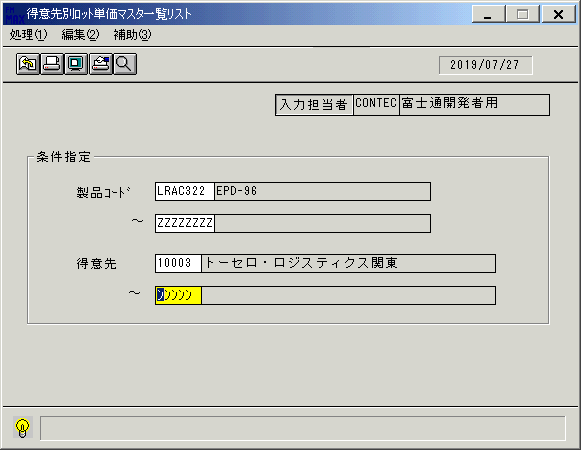 得意先別ﾛｯﾄ単価マスター覧リスト
処理(1) 編集(2) 補助(3)
2019/07/27
入力担当者 CONTEC 富士通開発者用
条件指定
製品ｺｰﾄﾞ LRAC322 EPD-96
～ ZZZZZZZZ
得意先 10003 トーセロ・ロジスティクス関東
～ ﾝﾝﾝﾝﾝ